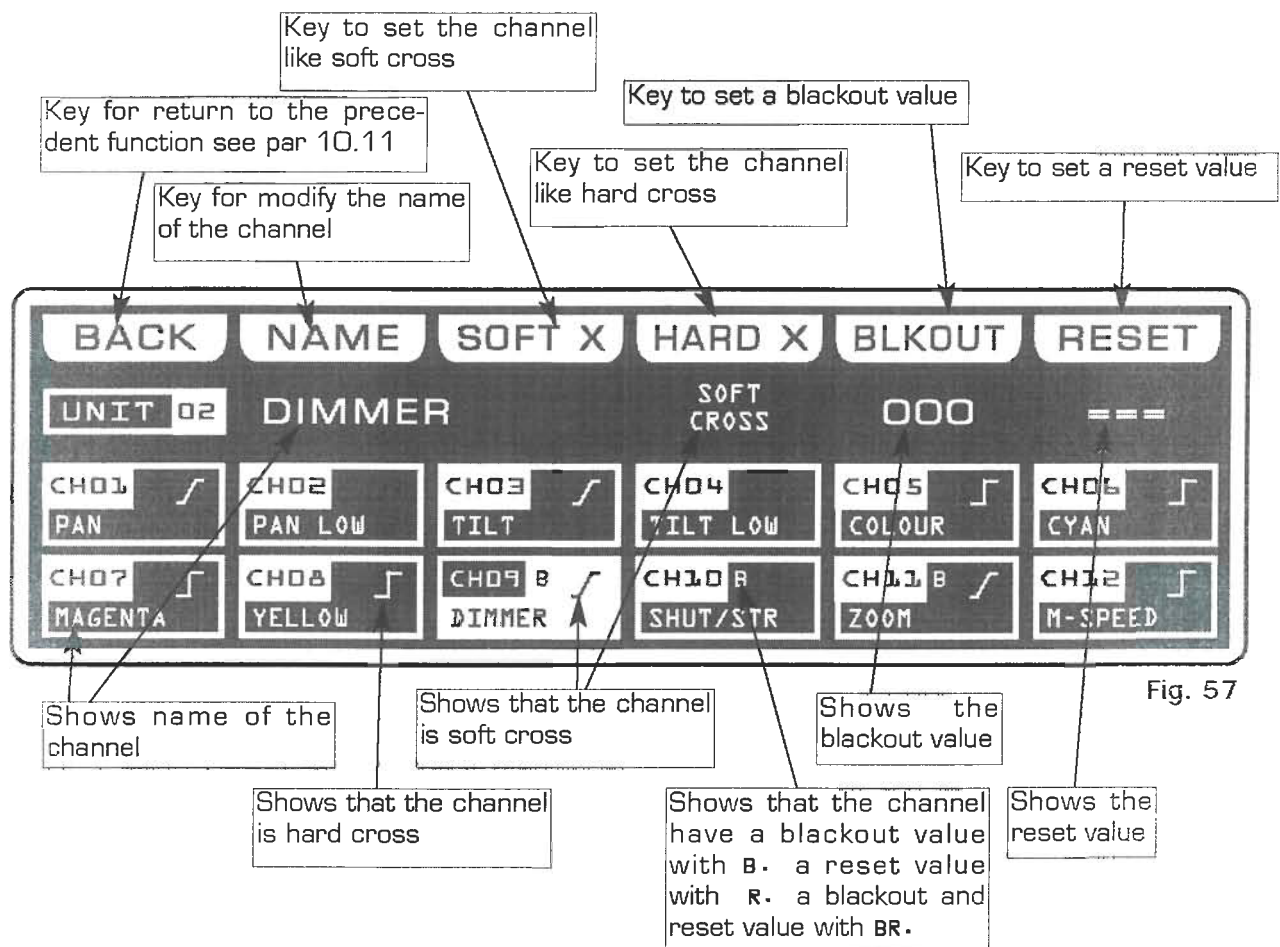 Key to set the channel
like soft cross
Key for return to the prece-
dent function see par 10.11
Key to set a blackout value
Key to set the channel
like hard cross
Key to set a reset value
Key for modify the name
of the channel
BACK NAME SOFT X HARD X BLKOUT RESET
UNIT 02 DIMMER SOFT
CROSS 000 ===
CH01 CH02 CH03 CH04 CH05 CH06
PAN PAN LOW TILT TILT LOW COLOUR CYAN
CH07 CH08 CH09 B CH10 R CH11 B CH12
MAGENTA YELLOW DIMMER SHUT/STR ZOOM M-SPEED
Fig. 57
Shows name of the
channel
Shows that the channel
is soft cross
Shows the
blackout value
Shows that the channel
is hard cross
Shows that the channel
have a blackout value
with B. a reset value
with R. a blackout and
reset value with BR.
Shows the
reset value